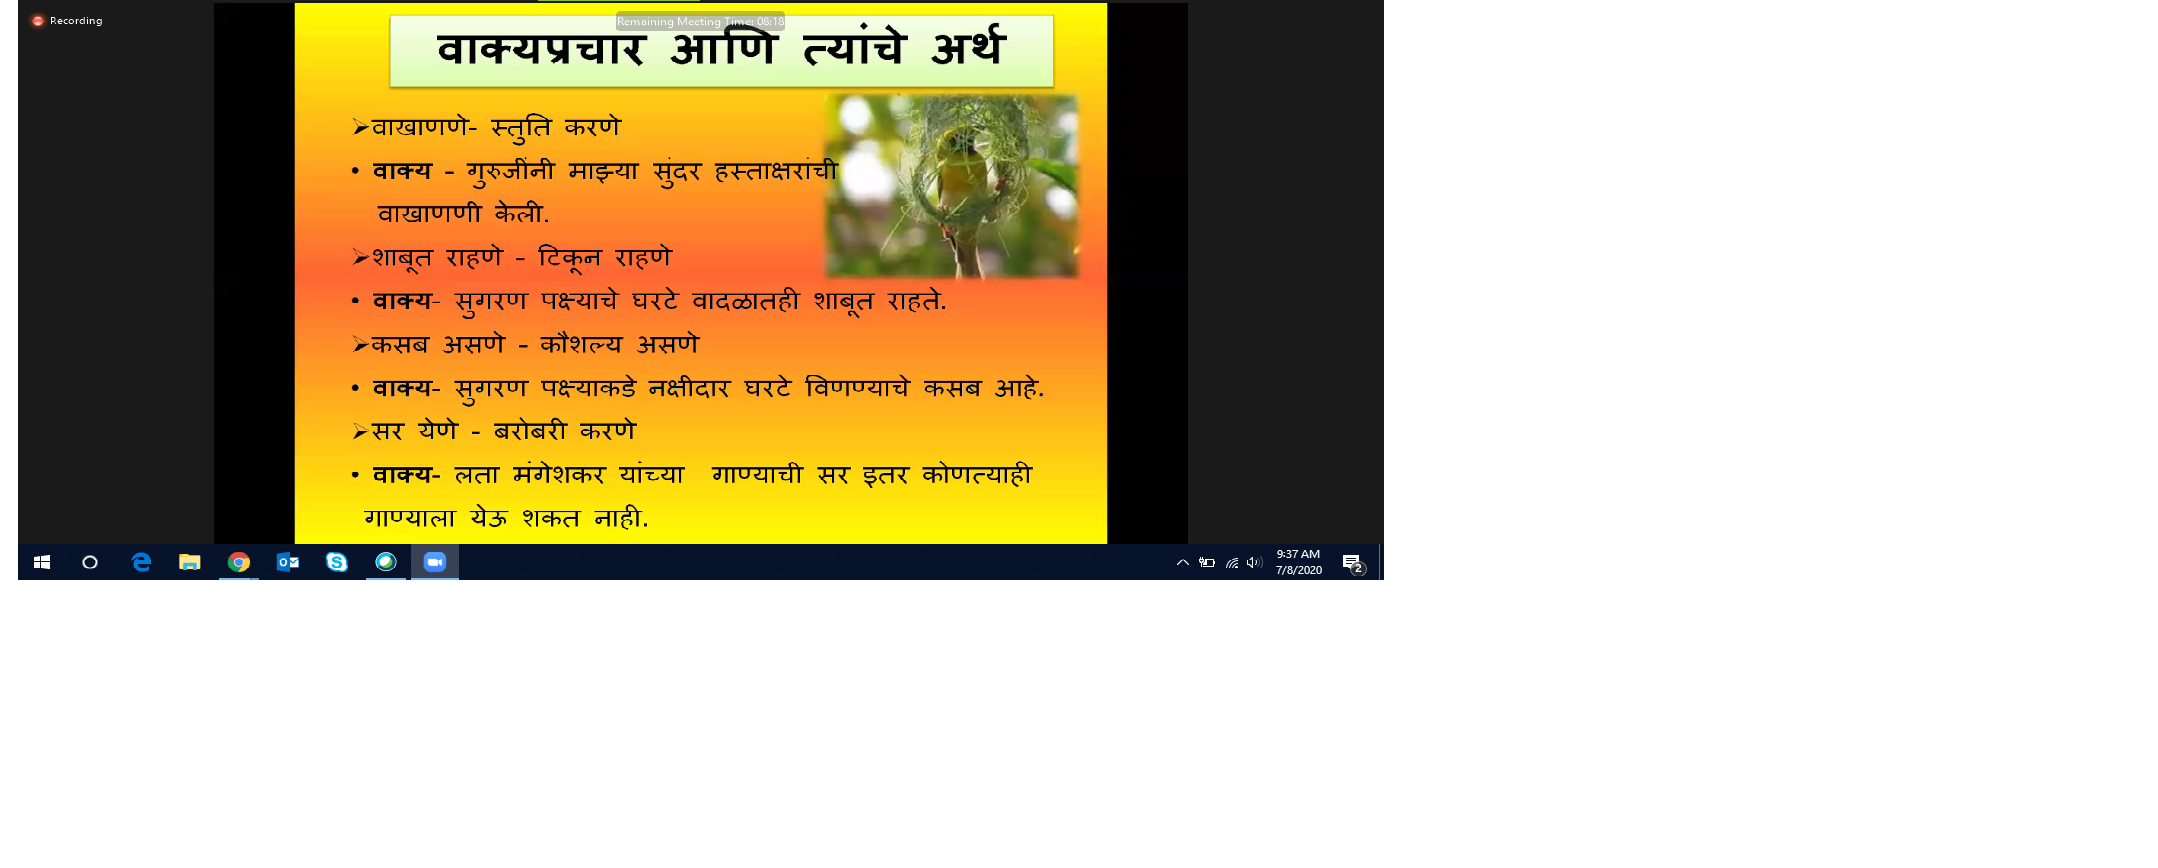 Recording
Remaining Meeting Time: 08:18
वाक्यप्रचार आणि त्यांचे अर्थ
➢वाखाणणे- स्तुति करणे
• वाक्य - गुरुजींनी माझ्या सुंदर हस्ताक्षरांची
वाखाणणी केली.
➢शाबूत राहणे - टिकून राहणे
• वाक्य- सुगरण पक्ष्याचे घरटे वादळातही शाबूत राहते.
➢कसब असणे - कौशल्य असणे
• वाक्य- सुगरण पक्ष्याकडे नक्षीदार घरटे विणण्याचे कसब आहे.
➢सर येणे - बरोबरी करणे
• वाक्य- लता मंगेशकर यांच्या गाण्याची सर इतर कोणत्याही
गाण्याला येऊ शकत नाही.
9:37 AM
7/8/2020
2